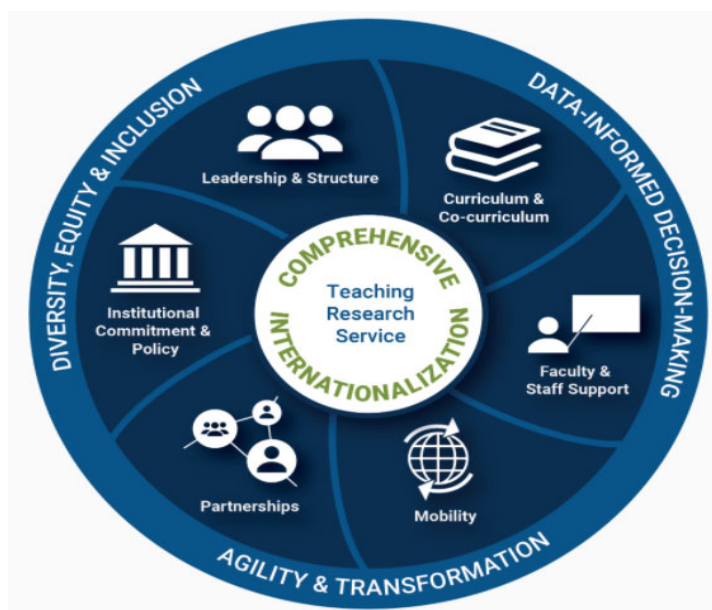 DIVERSITY, EQUITY & INCLUSION
DATA-INFORMED DECISION-MAKING
AGILITY & TRANSFORMATION
Leadership & Structure
Curriculum &
Co-curriculum
Institutional
Commitment &
Policy
COMPREHENSIVE
Teaching
Research
Service
INTERNATIONALIZATION
Faculty &
Staff Support
Partnerships
Mobility